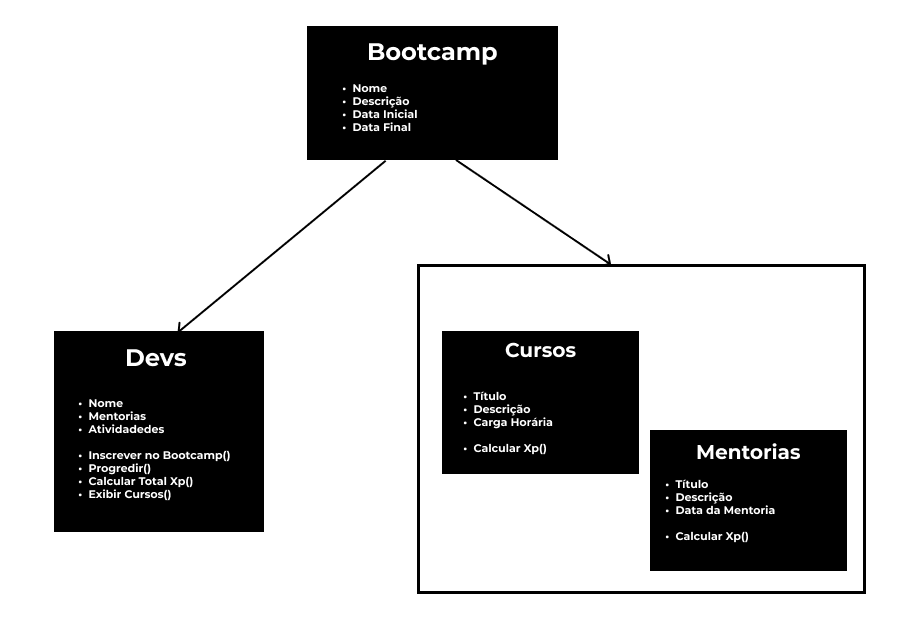 Bootcamp
• Nome
• Descrição
• Data Inicial
• Data Final
Devs
• Nome
• Mentorias
• Atividadedes
• Inscrever no Bootcamp()
• Progredir()
• Calcular Total Xp()
• Exibir Cursos()
Cursos
• Título
• Descrição
• Carga Horária
• Calcular Xp()
Mentorias
• Título
• Descrição
• Data da Mentoria
• Calcular Xp()